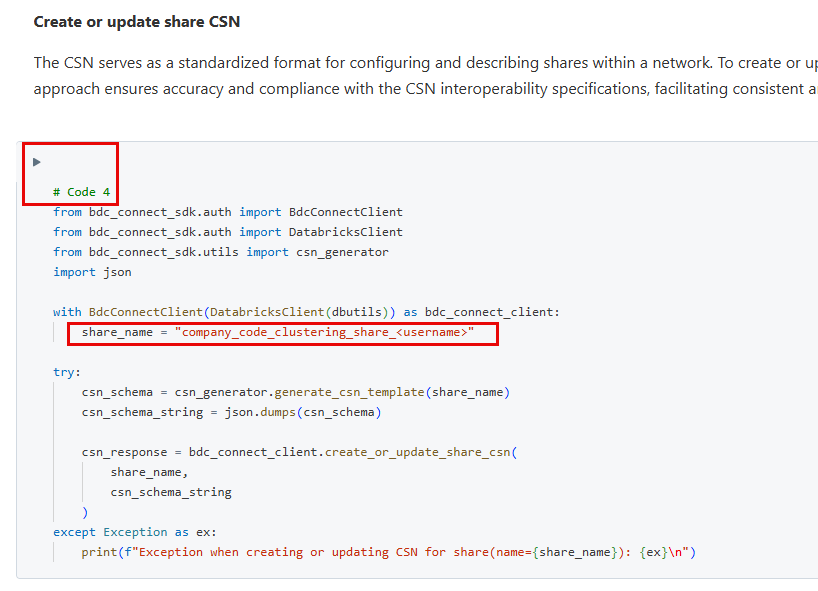 Create or update share CSN
The CSN serves as a standardized format for configuring and describing shares within a network. To create or
approach ensures accuracy and compliance with the CSN interoperability specifications, facilitating consistent
# Code 4
from bdc_connect_sdk.auth import BdcConnectClient
from bdc_connect_sdk.auth import DatabricksClient
from bdc_connect_sdk.utils import csn_generator
import json
with BdcConnectClient(DatabricksClient(dbutils)) as bdc_connect_client:
    share_name = "company_code_clustering_share_<username>"
try:
    csn_schema = csn_generator.generate_csn_template(share_name)
    csn_schema_string = json.dumps(csn_schema)
    csn_response = bdc_connect_client.create_or_update_share_csn(
        share_name,
        csn_schema_string
    )
except Exception as ex:
    print(f"Exception when creating or updating CSN for share(name={share_name}): {ex}\n")